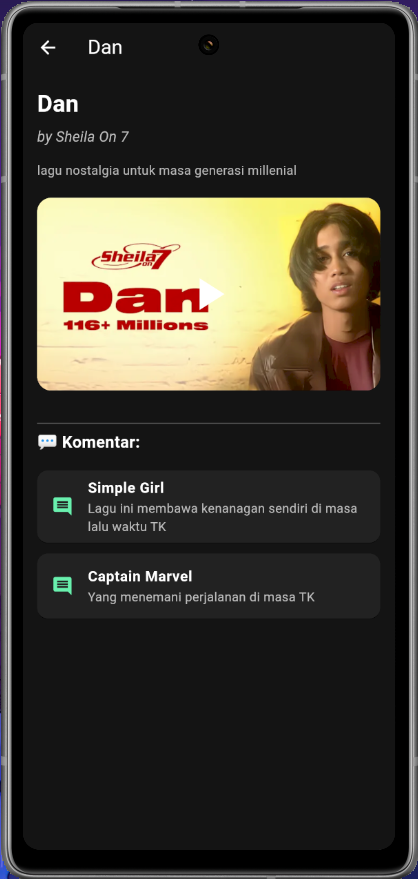 Dan
Dan
by Sheila On 7
lagu nostalgia untuk masa generasi millenial
Sheila on 7
Dan
116+ Millions
Komentar:
Simple Girl
Lagu ini membawa kenanagan sendiri di masa
lalu waktu TK
Captain Marvel
Yang menemani perjalanan di masa TK